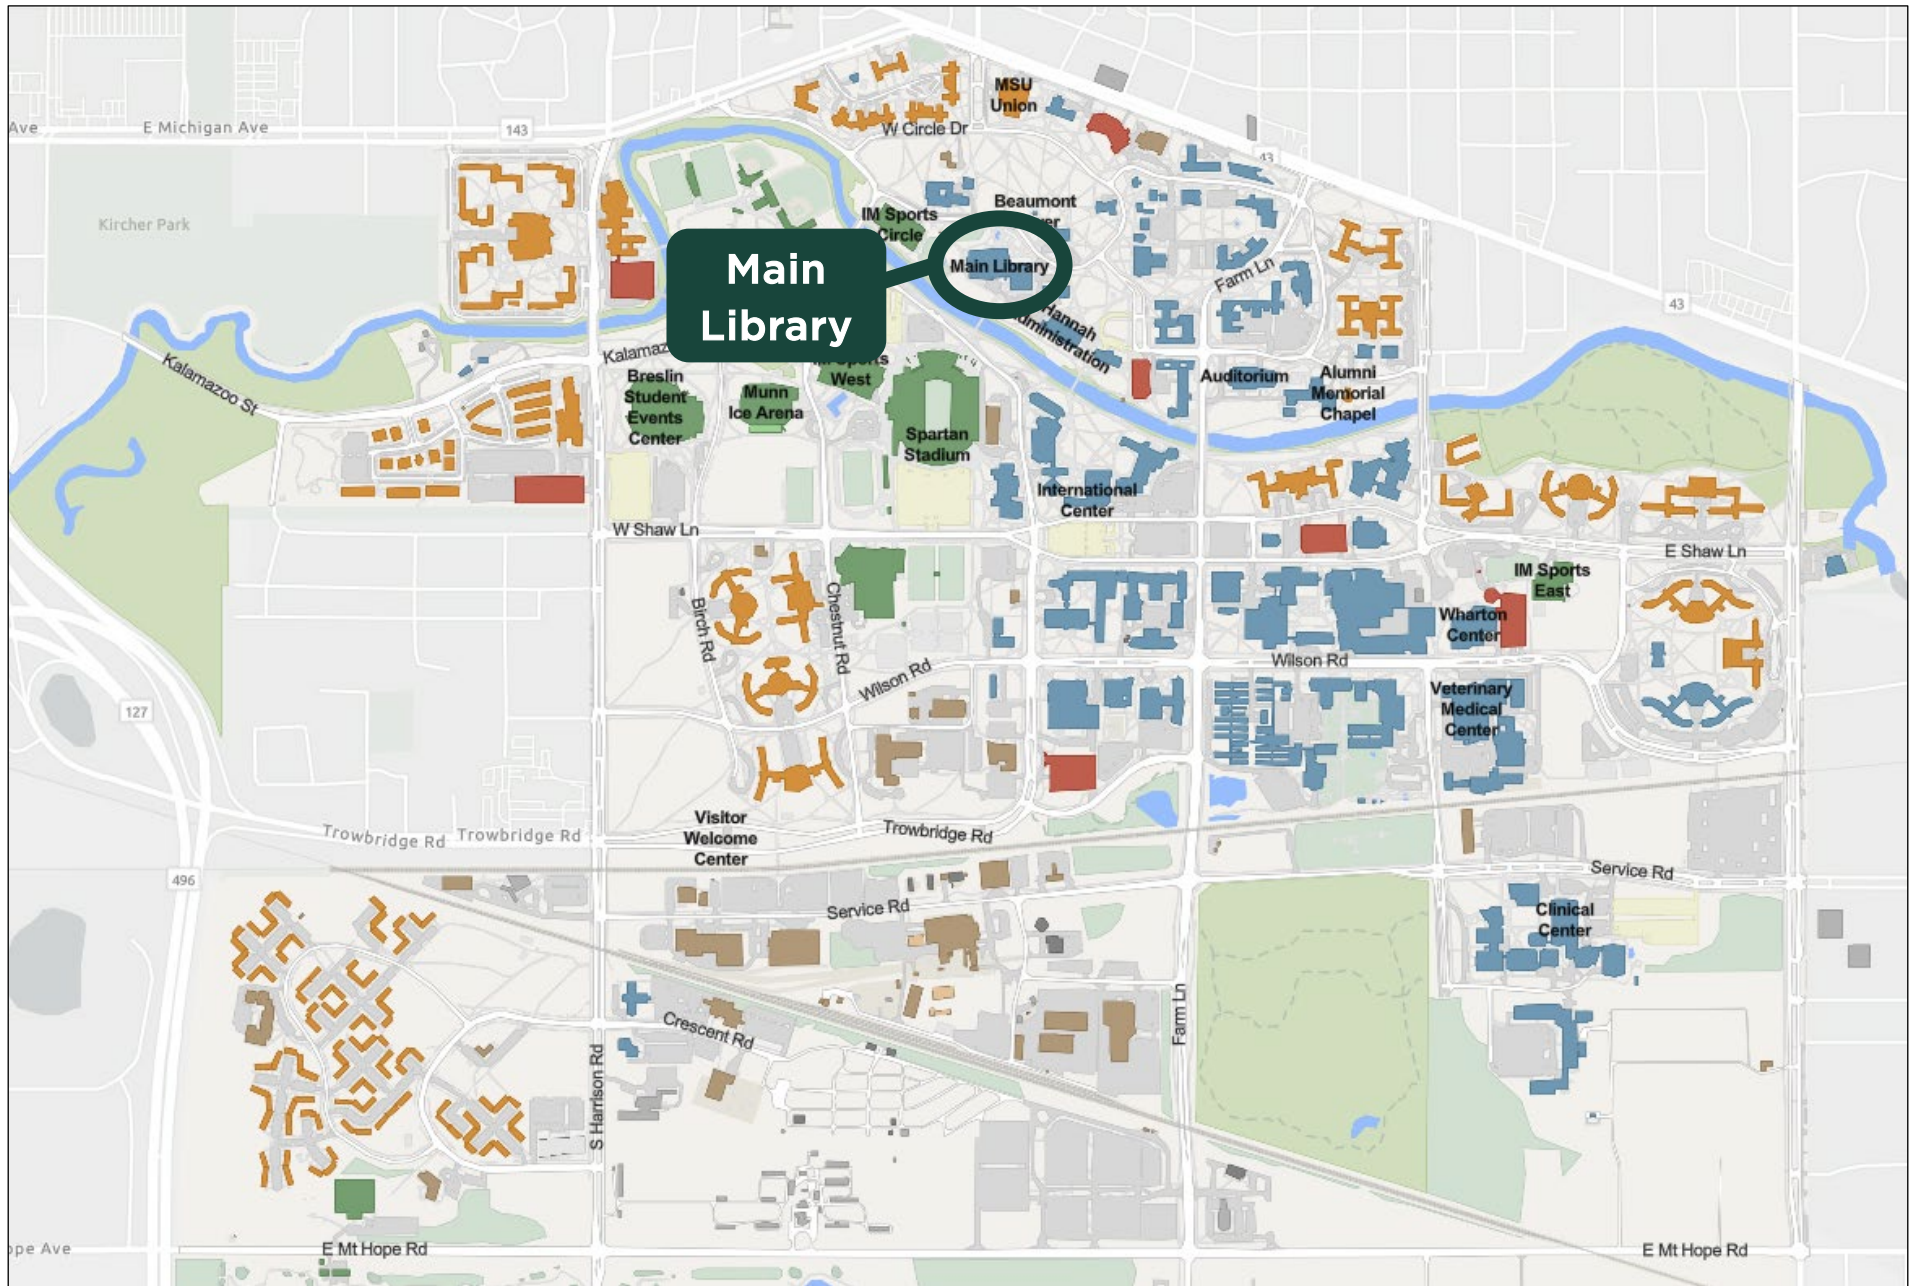 MSU
Union
Ave
E Michigan Ave
143
W Circle Dr
43
Kircher Park
IM Sports
Circle
Beaumont
Main
Library
Main Library
Farm Ln
43
Hannah
Administration
Kalamazoo St
Breslin
Student
Events
Center
Munn
Ice Arena
West
Spartan
Stadium
Auditorium
Alumni
Memorial
Chapel
International
Center
W Shaw Ln
E Shaw Ln
IM Sports
East
Birch Rd
Chestnut Rd
Wharton
Center
Wilson Rd
Wilson Rd
127
Veterinary
Medical
Center
Visitor
Welcome
Center
Trowbridge Rd
Trowbridge Rd
Trowbridge Rd
496
Service Rd
Service Rd
Clinical
Center
Crescent Rd
Farm Ln
S Harrison Rd
E Mt Hope Rd
E Mt Hope Rd